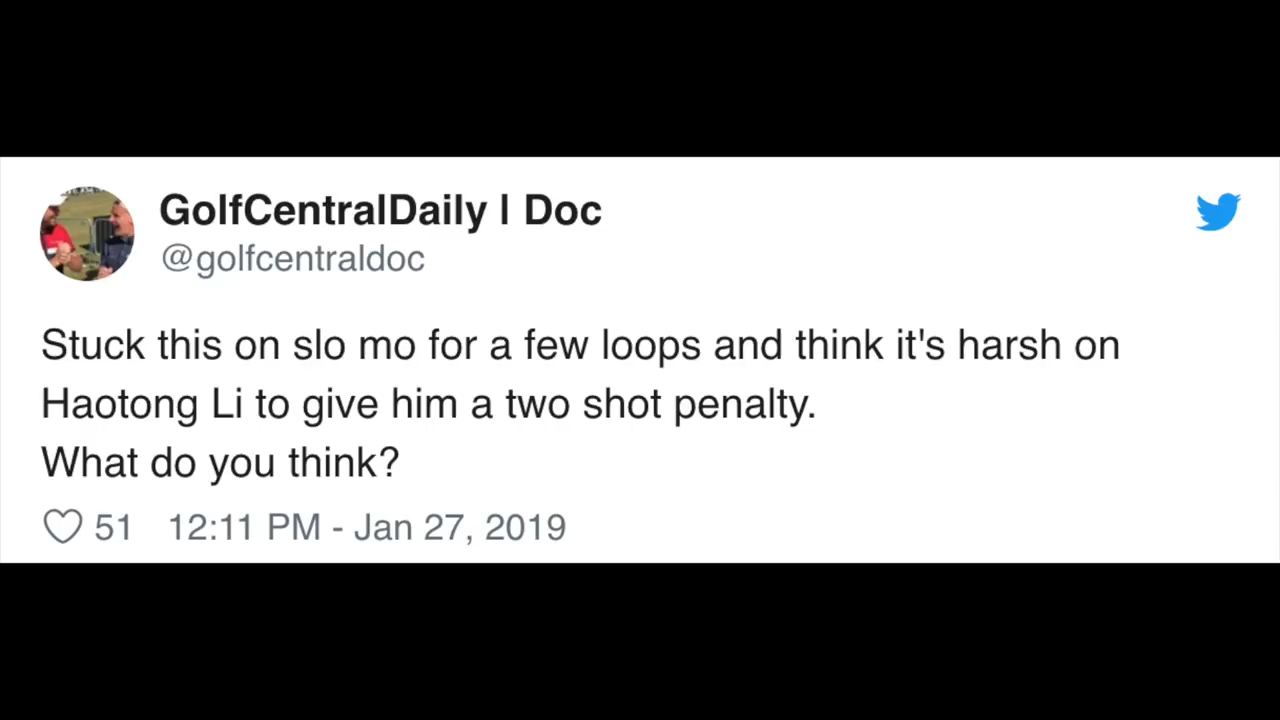 GolfCentralDaily | Doc
@golfcentraldoc
Stuck this on slo mo for a few loops and think it's harsh on
Haotong Li to give him a two shot penalty.
What do you think?
51 12:11 PM - Jan 27, 2019